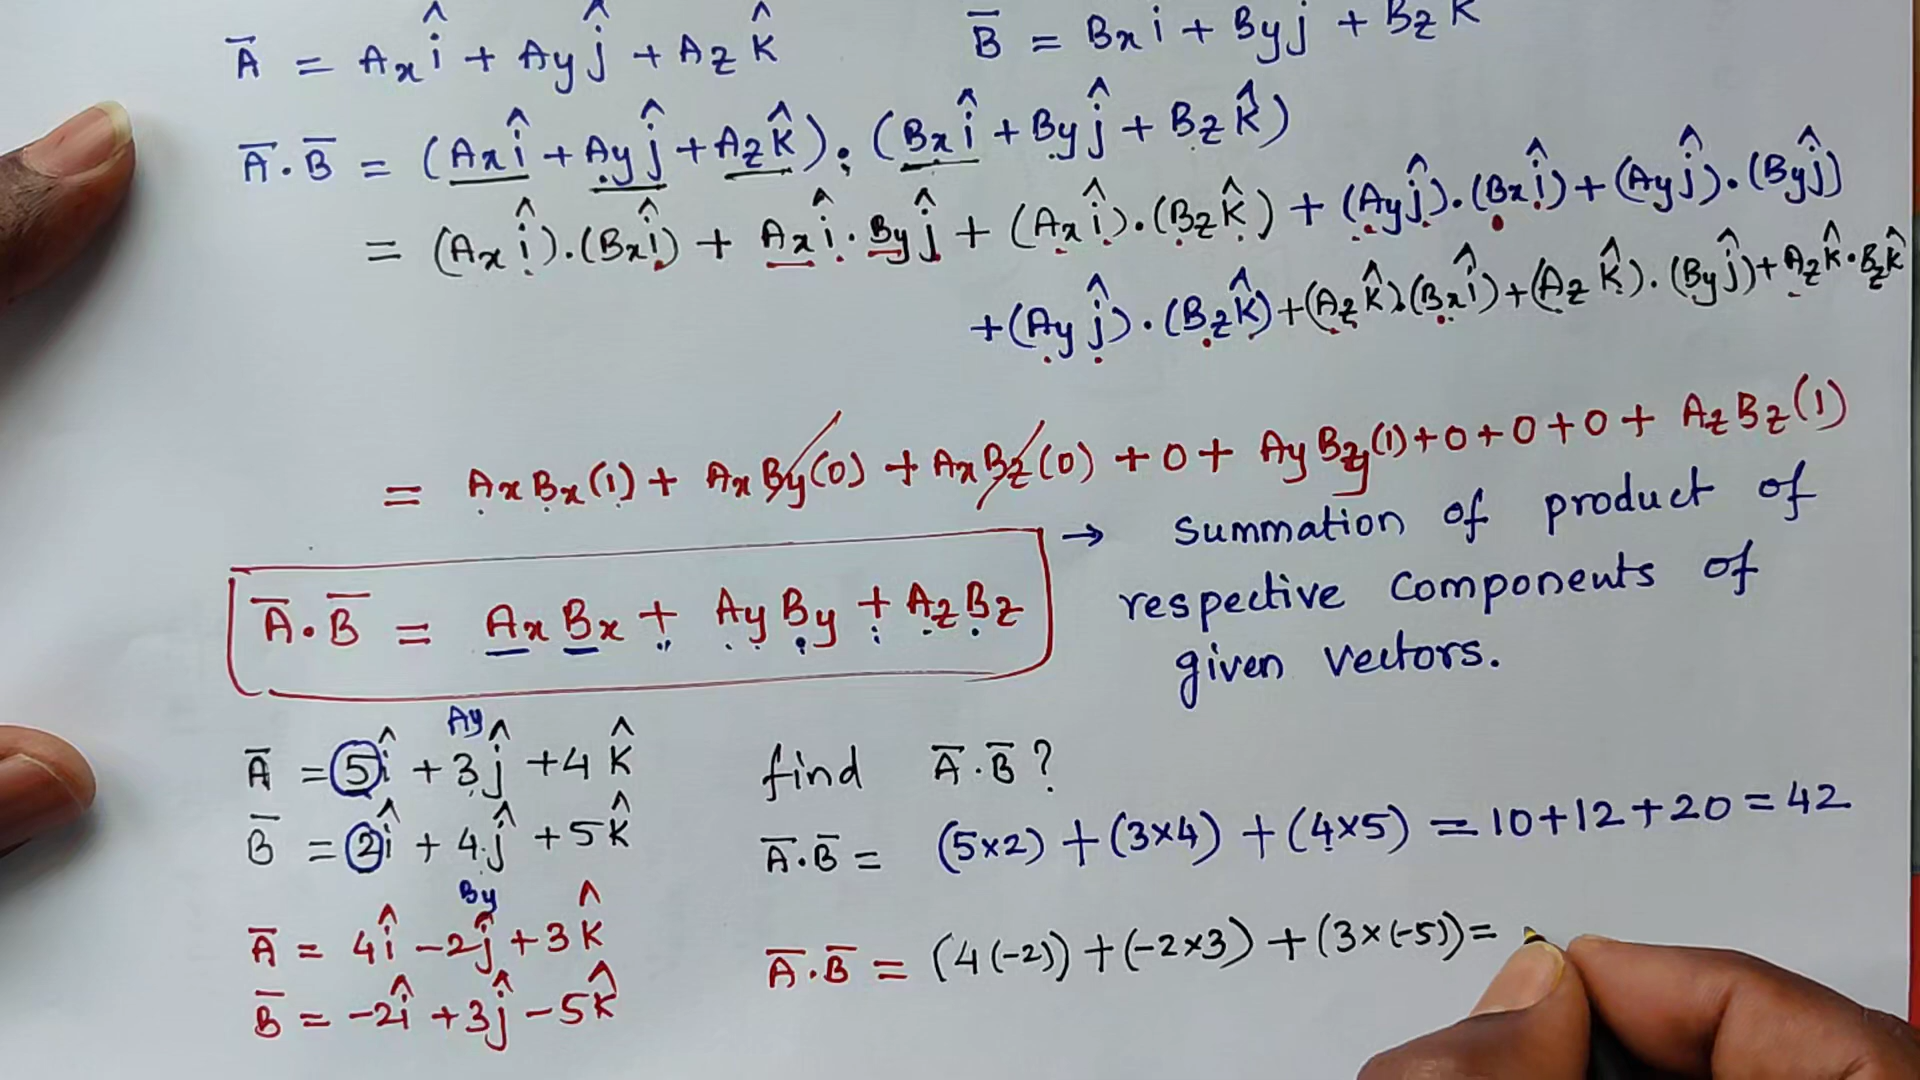 A̅ = Axî + Ayĵ + Azk̂    B̅ = Bxi + Byj + BzK
A̅.B̅ = (Axî + Ayĵ + Azk̂).(Bxî + Byĵ + Bzk̂)
= (Axî).(Bxî) + Axî.Byĵ + (Axî).(Bzk̂) + (Ayĵ).(Bxî) + (Ayĵ).(Byĵ)
+ (Ayĵ).(Bzk̂) + (Azk̂).(Bxî) + (Azk̂).(Byĵ) + Azk̂.Bzk̂
= AxBx(1) + AxBy(0) + AxBz(0) + 0 + AyBy(1) + 0 + 0 + 0 + AzBz(1)
A̅.B̅ = AxBx + AyBy + AzBz → Summation of product of
respective components of
given vectors.
Ay
A̅ = 5î + 3ĵ + 4k̂    find A̅.B̅?
B̅ = 2î + 4ĵ + 5k̂    A̅.B̅ = (5×2) + (3×4) + (4×5) = 10+12+20 = 42
By
A̅ = 4î - 2ĵ + 3k̂    A̅.B̅ = (4(-2)) + (-2×3) + (3×(-5)) =
B̅ = -2î + 3ĵ - 5k̂